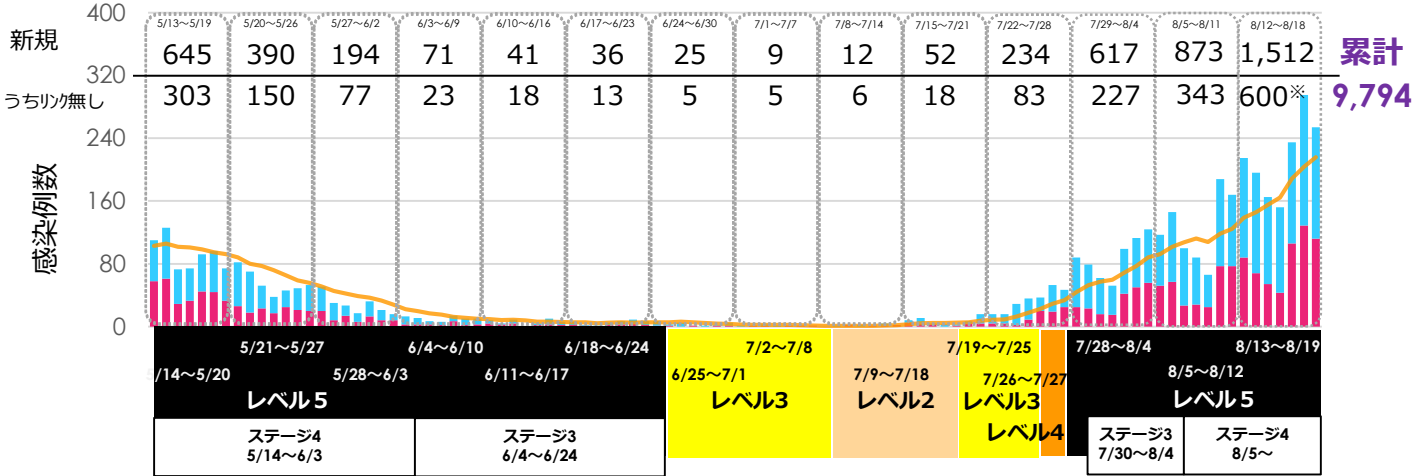 400
5/13～5/19 5/20～5/26 5/27～6/2 6/3～6/9 6/10～6/16 6/17～6/23 6/24～6/30 7/1～7/7 7/8～7/14 7/15～7/21 7/22～7/28 7/29～8/4 8/5～8/11 8/12～8/18
新規 645 390 194 71 41 36 25 9 12 52 234 617 873 1,512 累計
360
320
うちリンク無し 303 150 77 23 18 13 5 5 6 18 83 227 343 600※ 9,794
240
160
80
0
感染例数
5/21～5/27 6/4～6/10 6/18～6/24 7/2～7/8 7/19～7/25 7/28～8/4 8/13～8/19
5/14～5/20 5/28～6/3 6/11～6/17 6/25～7/1 7/9～7/18 7/26～7/27 8/5～8/12
レベル５ レベル3 レベル2 レベル3 レベル５
レベル4
ステージ4 ステージ3 ステージ3 ステージ4
5/14～6/3 6/4～6/24 7/30～8/4 8/5～